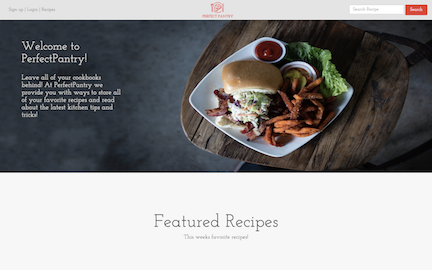 Sign up | Login | Recipes
PERFECT PANTRY
Search Recipe
Search
Welcome to
PerfectPantry!
Leave all of your cookbooks
behind! At PerfectPantry we
provide you with ways to store all
of your favorite recipes and read
about the latest kitchen tips and
tricks!
Featured Recipes
This weeks favorite recipes!